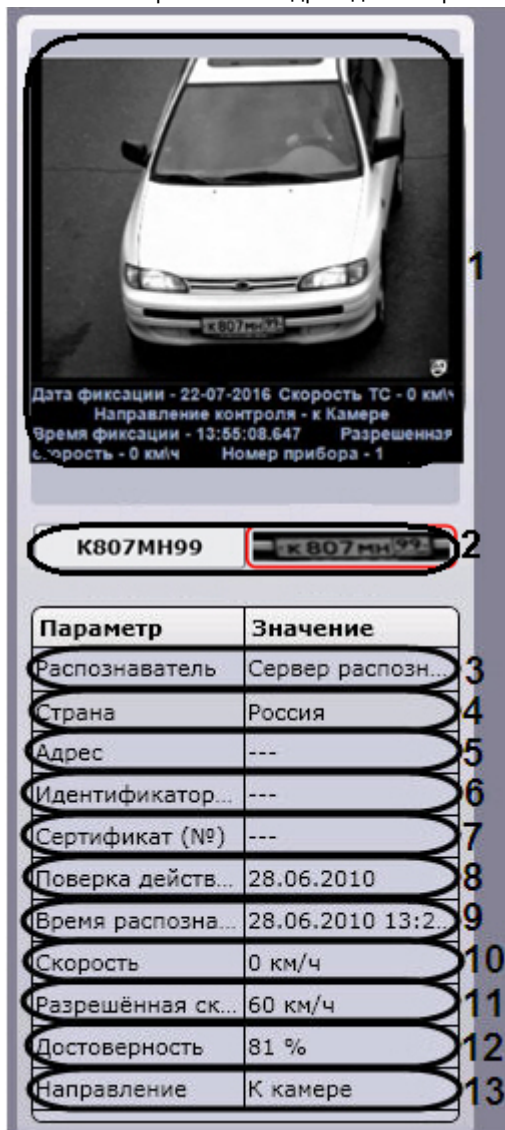 к807мн99
Дата фиксации - 22-07-2016 Скорость ТС - 0 км\ч
Направление контроля - к Камере
Время фиксации - 13:55:08.647 Разрешенная
скорость - 0 км\ч Номер прибора - 1
1
К807МН99 к807мн99 2
Параметр Значение
Распознаватель Сервер распозн... 3
Страна Россия 4
Адрес --- 5
Идентификатор... --- 6
Сертификат (№) --- 7
Поверка действ... 28.06.2010 8
Время распозна... 28.06.2010 13:2... 9
Скорость 0 км/ч 10
Разрешённая ск... 60 км/ч 11
Достоверность 81 % 12
Направление К камере 13